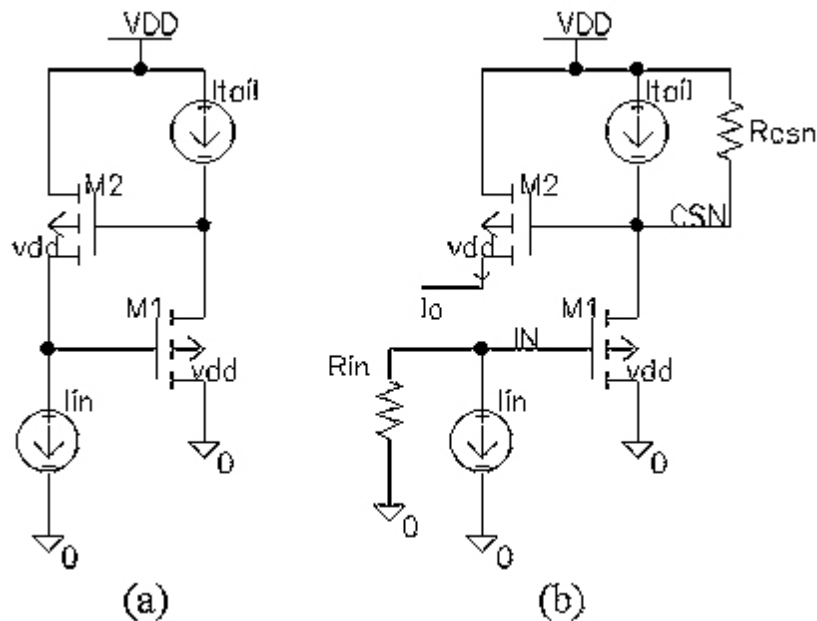 VDD
Itail
M2
vdd
M1
vdd
Iin
0
0
(a)
VDD
Itail
Rcsn
M2
CSN
vdd
Io
M1
IN
Rin
vdd
Iin
0
0
0
(b)